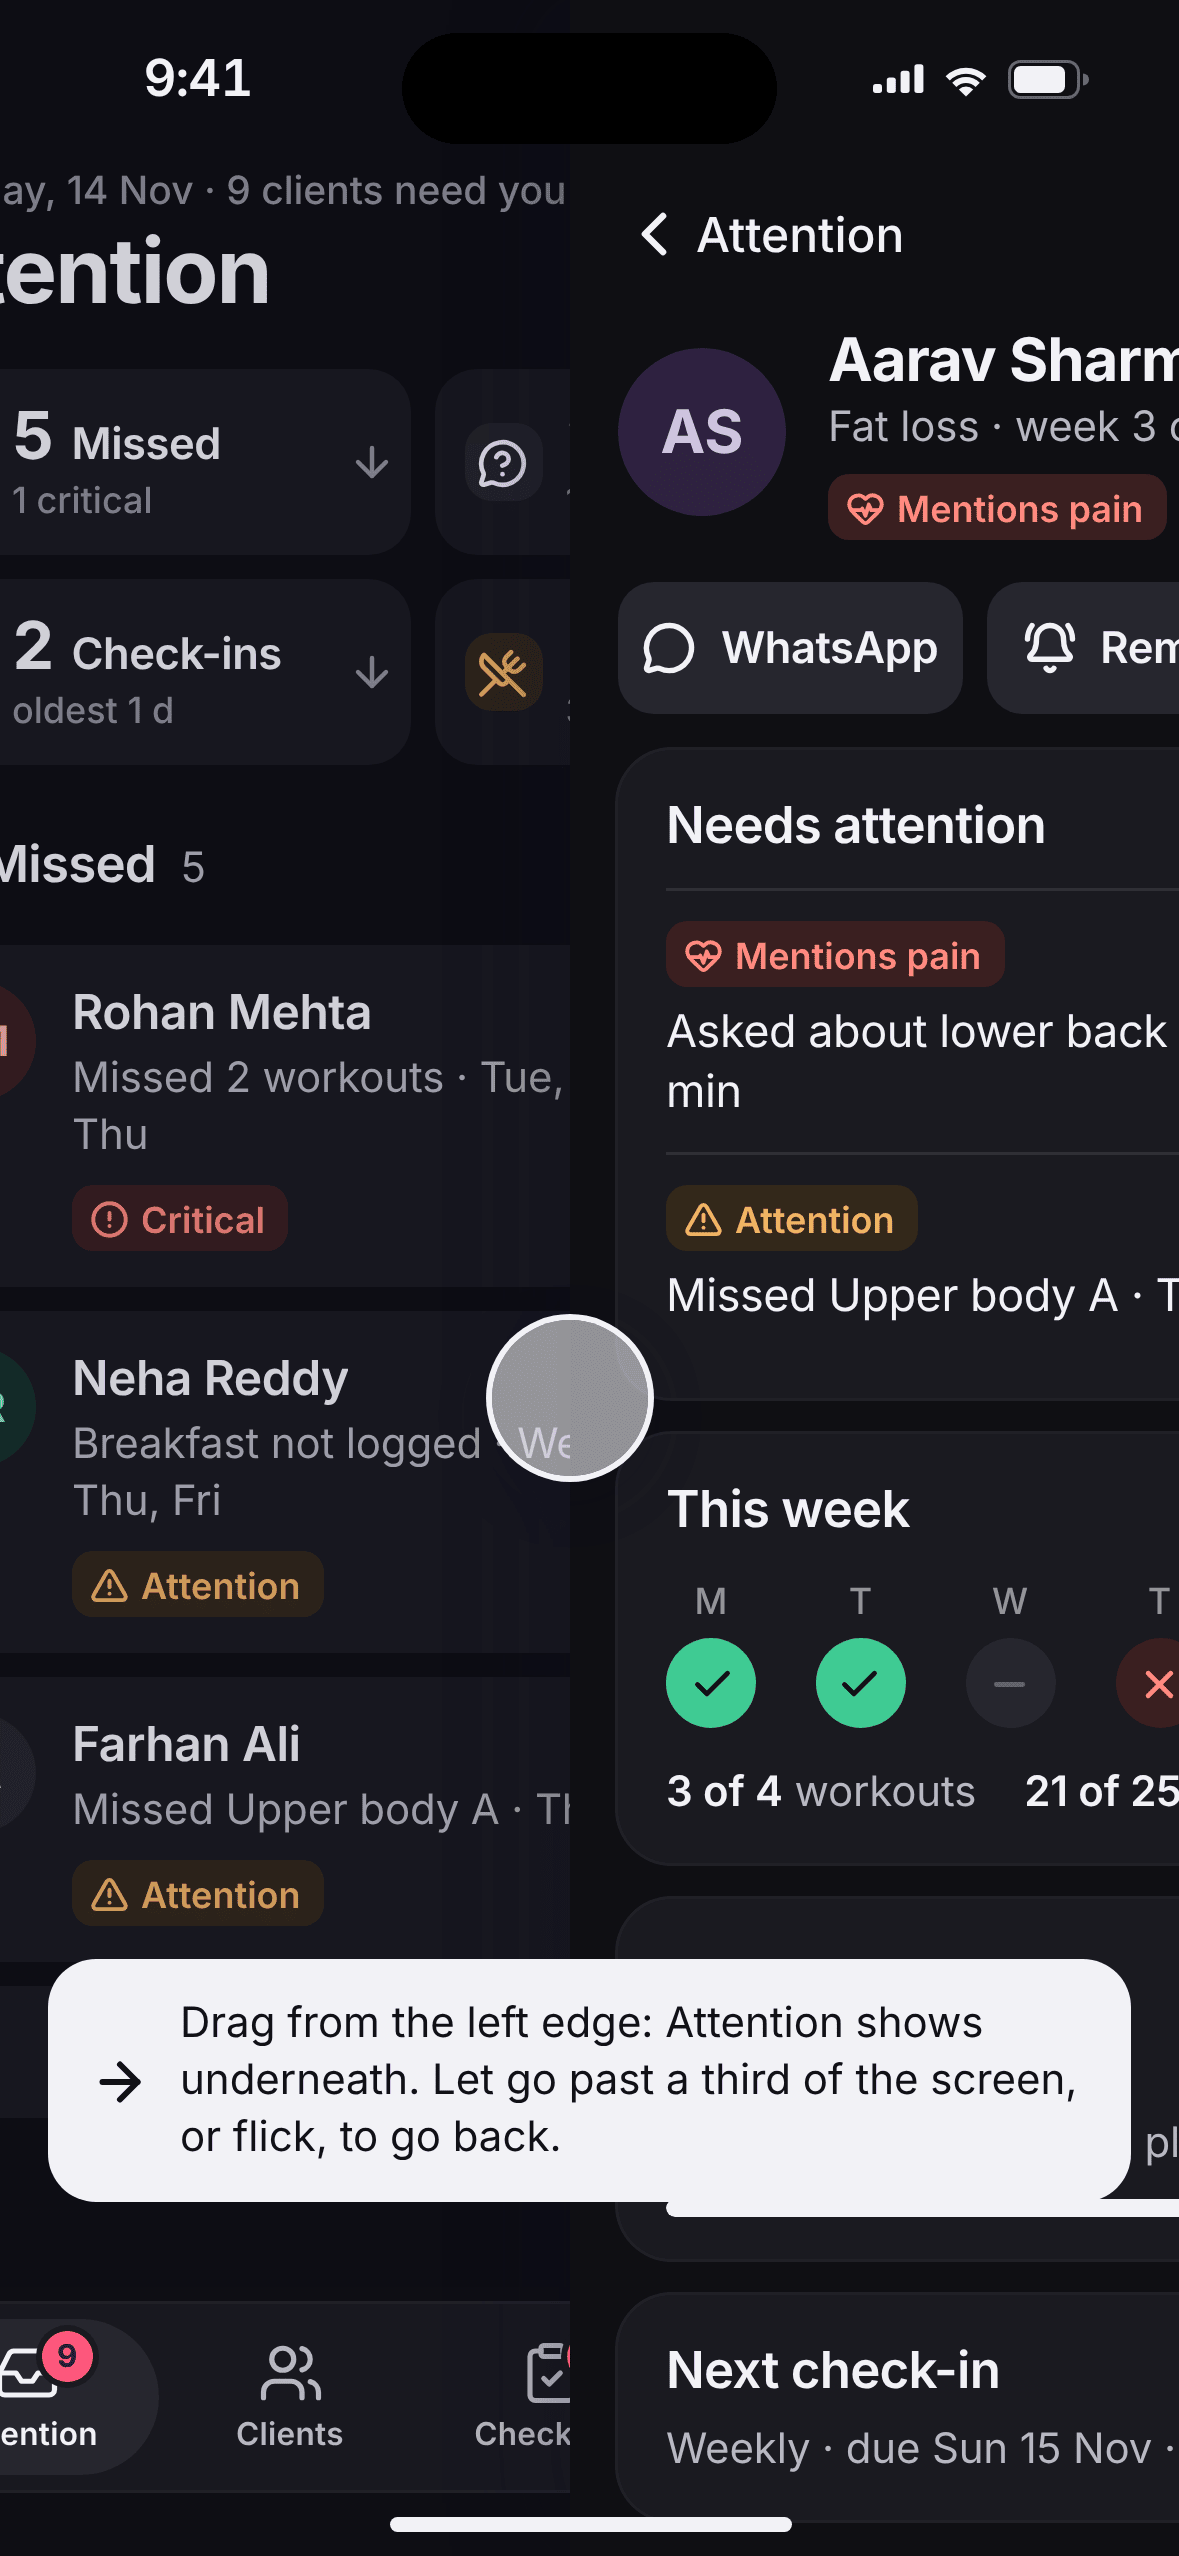 9:41
ay, 14 Nov · 9 clients need you
tention
5 Missed
1 critical
2 Check-ins
oldest 1 d
Missed 5
Rohan Mehta
Missed 2 workouts · Tue,
Thu
Critical
Neha Reddy
Breakfast not logged · We
Thu, Fri
Attention
Farhan Ali
Missed Upper body A · Th
Attention
9
ention
Clients
Check
Attention
AS
Aarav Sharm
Fat loss · week 3 o
Mentions pain
WhatsApp
Rem
Needs attention
Mentions pain
Asked about lower back
min
Attention
Missed Upper body A · T
This week
M T W T
3 of 4 workouts 21 of 25
pl
Next check-in
Weekly · due Sun 15 Nov ·
Drag from the left edge: Attention shows
underneath. Let go past a third of the screen,
or flick, to go back.